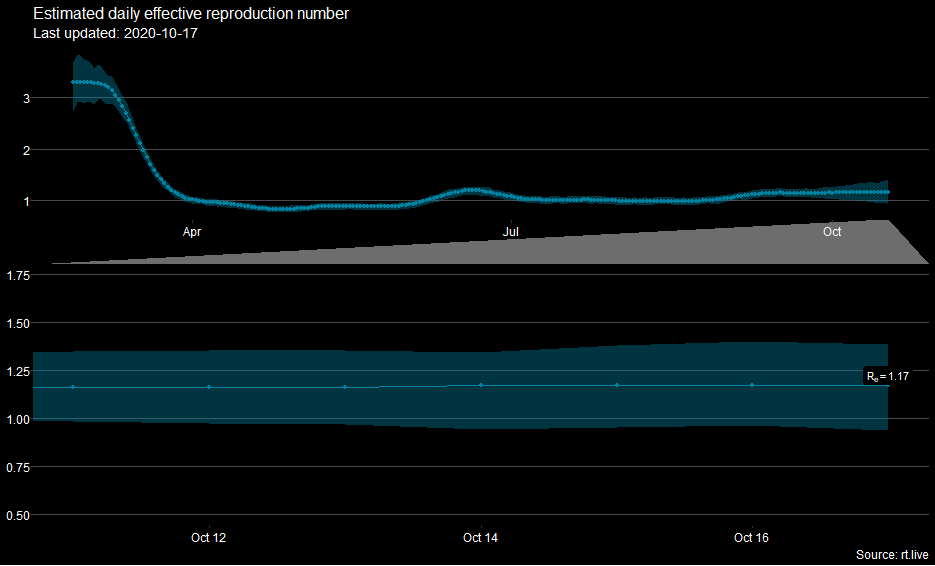 Estimated daily effective reproduction number
Last updated: 2020-10-17
3
2
1
Apr Jul Oct
1.75
1.50
1.25
Re=1.17
1.00
0.75
0.50
Oct 12 Oct 14 Oct 16
Source: rt.live